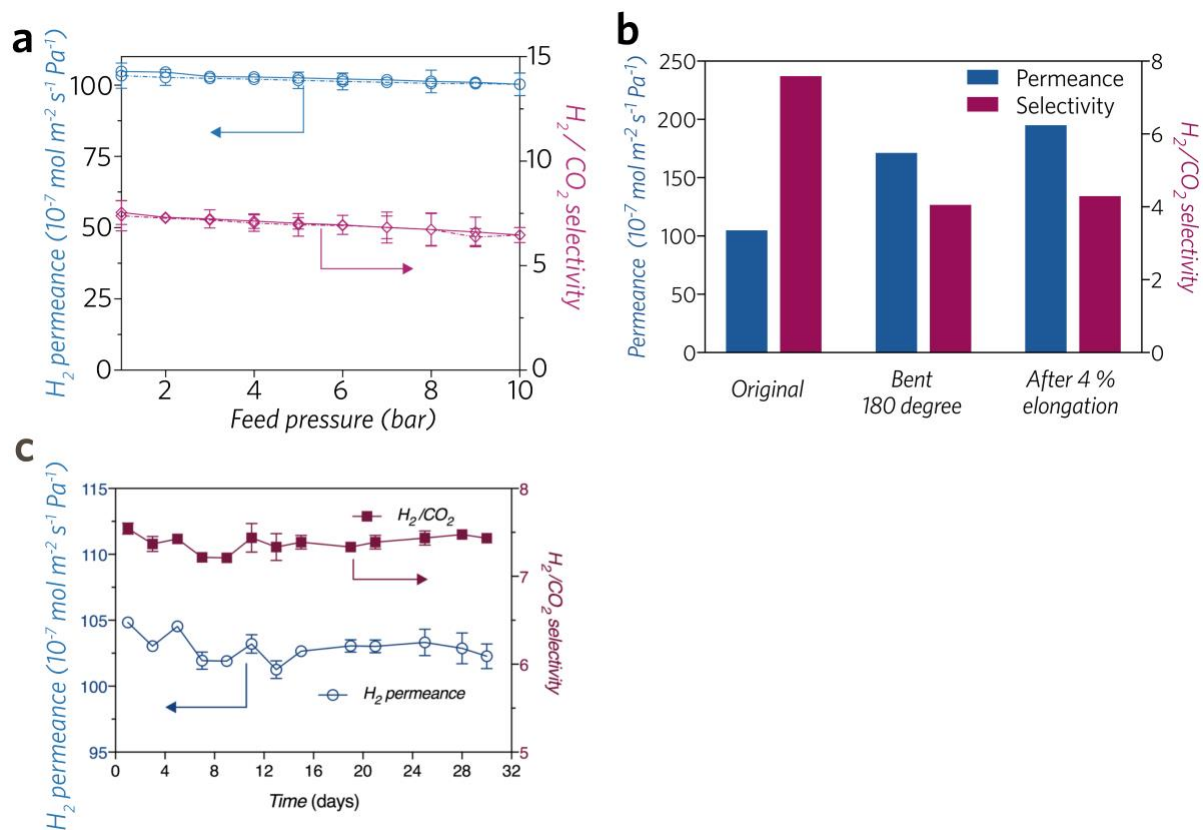 a
H₂ permeance (10⁻⁷ mol m⁻² s⁻¹ Pa⁻¹)
100
75
50
25
0
15
10
5
0
H₂ / CO₂ selectivity
2 4 6 8 10
Feed pressure (bar)
b
Permeance (10⁻⁷ mol m⁻² s⁻¹ Pa⁻¹)
250
200
150
100
50
0
Permeance
Selectivity
8
6
4
2
0
H₂/CO₂ selectivity
Original
Bent
180 degree
After 4 %
elongation
c
H₂ permeance (10⁻⁷ mol m⁻² s⁻¹ Pa⁻¹)
115
110
105
100
95
H₂/CO₂
H₂ permeance
8
7
6
5
H₂/CO₂ selectivity
0 4 8 12 16 20 24 28 32
Time (days)